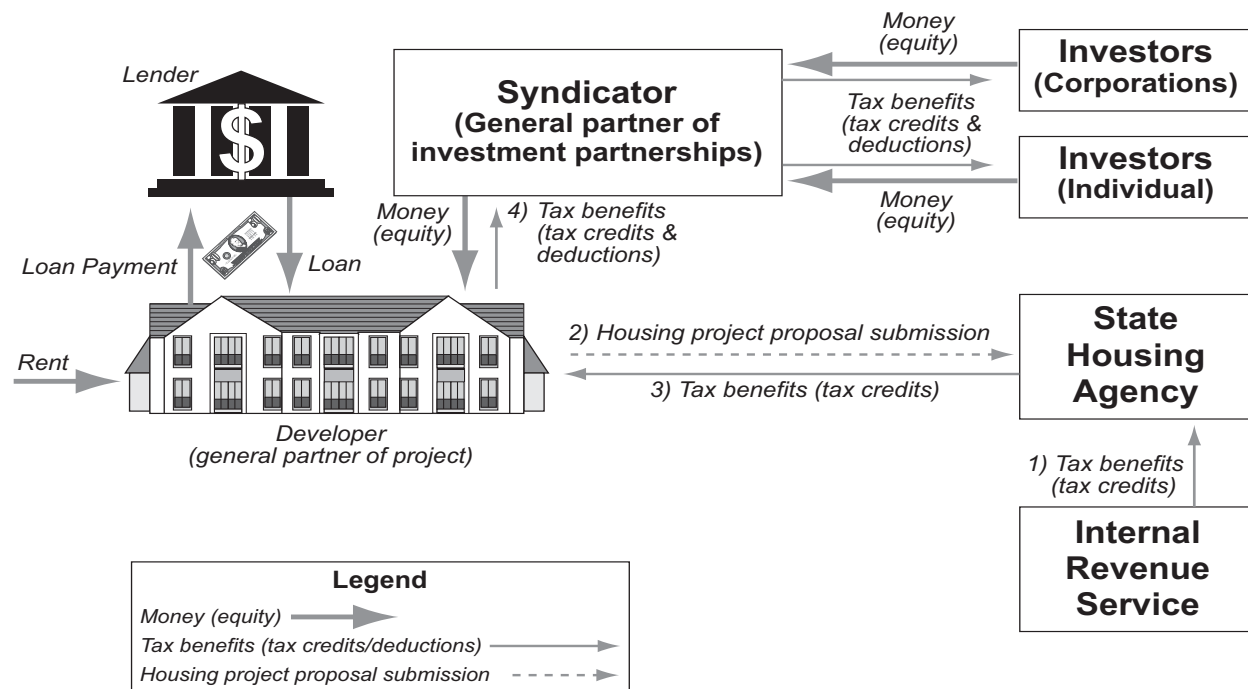 Lender
$
Syndicator
(General partner of
investment partnerships)
Money
(equity)
Investors
(Corporations)
Tax benefits
(tax credits &
deductions)
Investors
(Individual)
Money
(equity)
Money
(equity)
4) Tax benefits
(tax credits &
deductions)
Loan Payment
Loan
Rent
Developer
(general partner of project)
2) Housing project proposal submission
3) Tax benefits (tax credits)
State
Housing
Agency
1) Tax benefits
(tax credits)
Internal
Revenue
Service
Legend
Money (equity)
Tax benefits (tax credits/deductions)
Housing project proposal submission